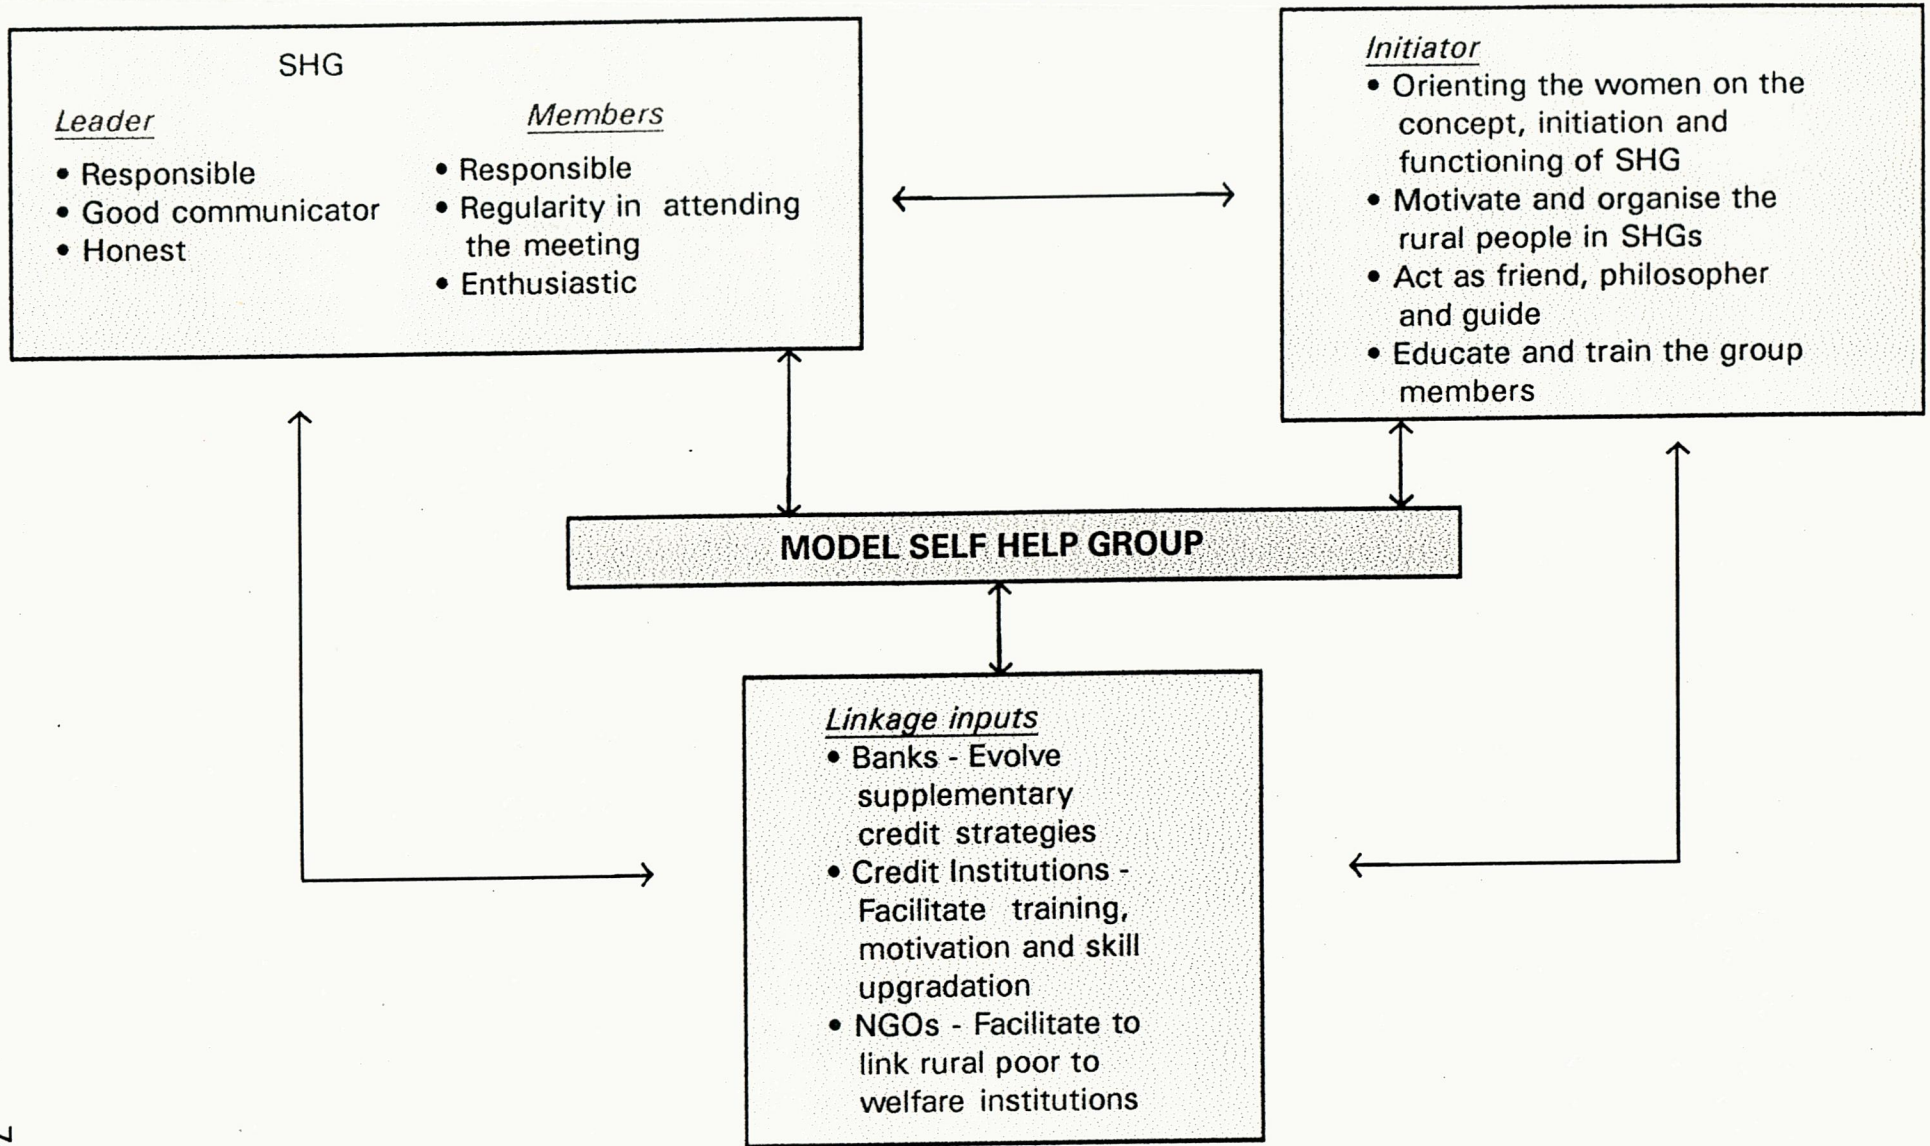 SHG
Leader
• Responsible
• Good communicator
• Honest
Members
• Responsible
• Regularity in attending
the meeting
• Enthusiastic
Initiator
• Orienting the women on the
concept, initiation and
functioning of SHG
• Motivate and organise the
rural people in SHGs
• Act as friend, philosopher
and guide
• Educate and train the group
members
MODEL SELF HELP GROUP
Linkage inputs
• Banks - Evolve
supplementary
credit strategies
• Credit Institutions -
Facilitate training,
motivation and skill
upgradation
• NGOs - Facilitate to
link rural poor to
welfare institutions